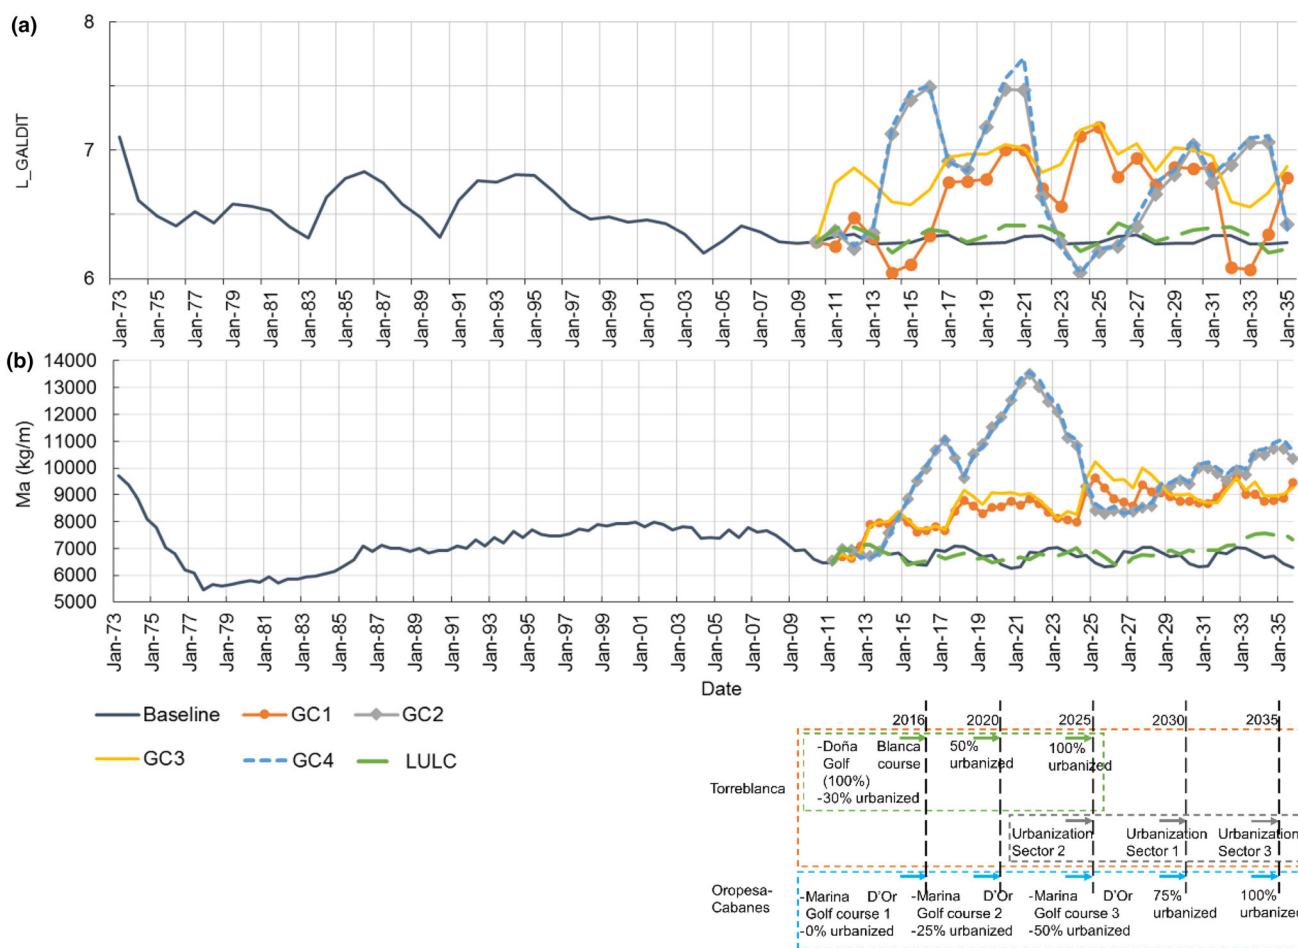 (a)
8
7
6
L_GALDIT
Jan-73 Jan-75 Jan-77 Jan-79 Jan-81 Jan-83 Jan-85 Jan-87 Jan-89 Jan-91 Jan-93 Jan-95 Jan-97 Jan-99 Jan-01 Jan-03 Jan-05 Jan-07 Jan-09 Jan-11 Jan-13 Jan-15 Jan-17 Jan-19 Jan-21 Jan-23 Jan-25 Jan-27 Jan-29 Jan-31 Jan-33 Jan-35
(b)
14000
13000
12000
11000
10000
9000
8000
7000
6000
5000
Ma (kg/m)
Jan-73 Jan-75 Jan-77 Jan-79 Jan-81 Jan-83 Jan-85 Jan-87 Jan-89 Jan-91 Jan-93 Jan-95 Jan-97 Jan-99 Jan-01 Jan-03 Jan-05 Jan-07 Jan-09 Jan-11 Jan-13 Jan-15 Jan-17 Jan-19 Jan-21 Jan-23 Jan-25 Jan-27 Jan-29 Jan-31 Jan-33 Jan-35
Date
Baseline GC1 GC2
GC3 GC4 LULC
2016 2020 2025 2030 2035
Torreblanca
-Doña Blanca
Golf course
(100%)
-30% urbanized
50%
urbanized
100%
urbanized
Urbanization
Sector 2
Urbanization
Sector 1
Urbanization
Sector 3
Oropesa-
Cabanes
-Marina D'Or
Golf course 1
-0% urbanized
-Marina D'Or
Golf course 2
-25% urbanized
-Marina D'Or
Golf course 3
-50% urbanized
75%
urbanized
100%
urbanized